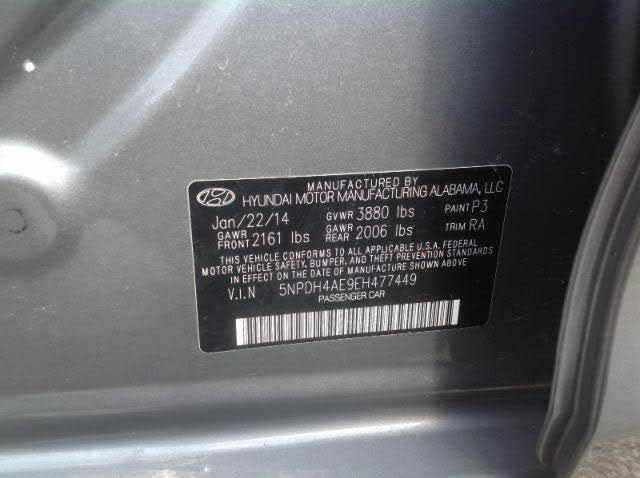 MANUFACTURED BY
HYUNDAI MOTOR MANUFACTURING ALABAMA, LLC
Jan/22/14 GVWR 3880 lbs PAINT P3
GAWR FRONT 2161 lbs GAWR REAR 2006 lbs TRIM RA
THIS VEHICLE CONFORMS TO ALL APPLICABLE U.S.A. FEDERAL
MOTOR VEHICLE SAFETY, BUMPER, AND THEFT PREVENTION STANDARDS
IN EFFECT ON THE DATE OF MANUFACTURE SHOWN ABOVE.
V.I.N 5NPDH4AE9EH477449
PASSENGER CAR